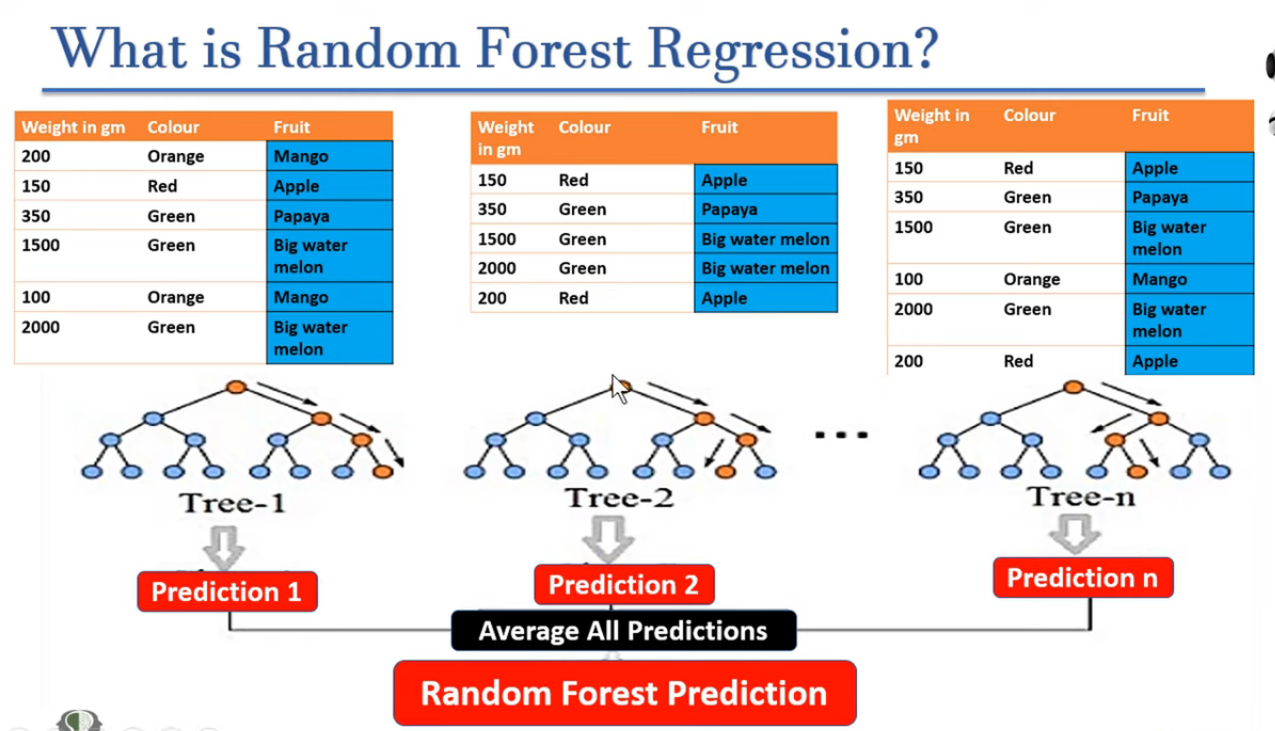 What is Random Forest Regression?
Weight in gm Colour Fruit
200 Orange Mango
150 Red Apple
350 Green Papaya
1500 Green Big water
melon
100 Orange Mango
2000 Green Big water
melon
Weight Colour Fruit
in gm
150 Red Apple
350 Green Papaya
1500 Green Big water melon
2000 Green Big water melon
200 Red Apple
Weight in Colour Fruit
gm
150 Red Apple
350 Green Papaya
1500 Green Big water
melon
100 Orange Mango
2000 Green Big water
melon
200 Red Apple
...
Tree-1
Tree-2
Tree-n
Prediction 1
Prediction 2
Prediction n
Average All Predictions
Random Forest Prediction